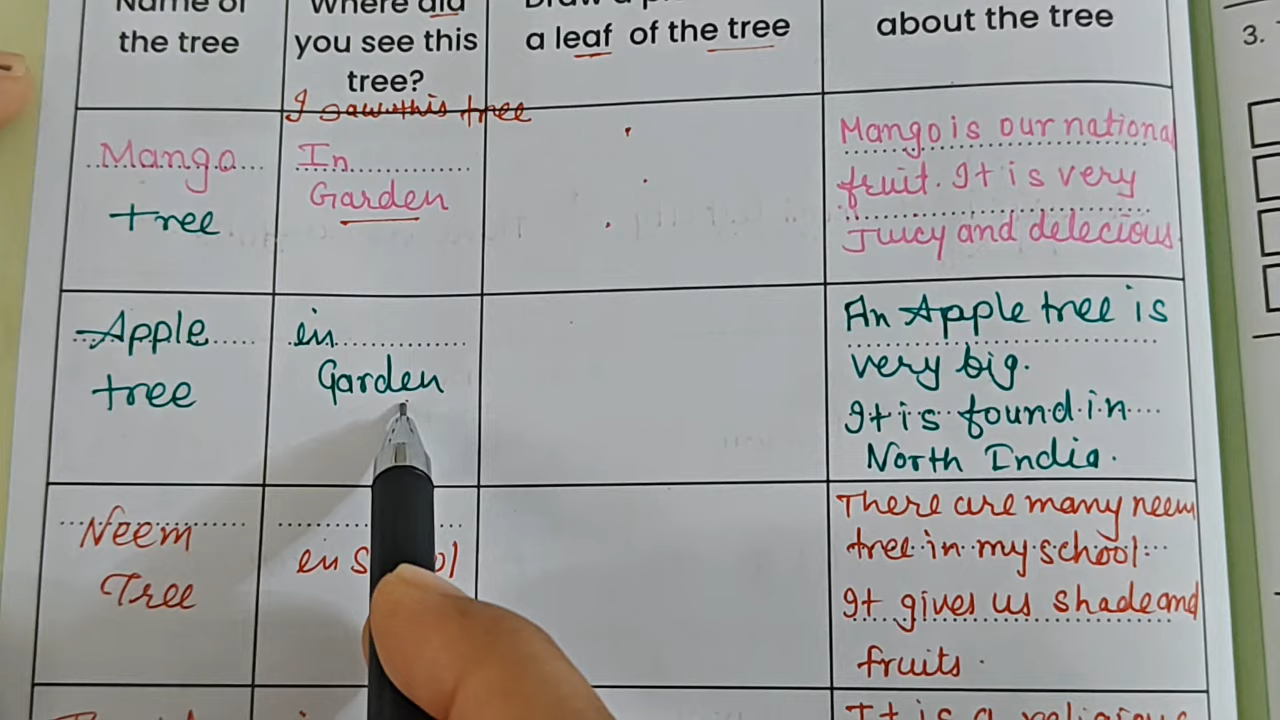 Name of
the tree
Where did
you see this
tree?
a leaf of the tree
about the tree
3.
I saw this tree
Mango
tree
In
Garden
Mango is our national
fruit. It is very
Juicy and delecious
Apple
tree
in
Garden
An Apple tree is
very big.
It is found in
North India.
Neem
Tree
There are many neem
tree in my school
It gives us shade and
fruits.
It is a religious